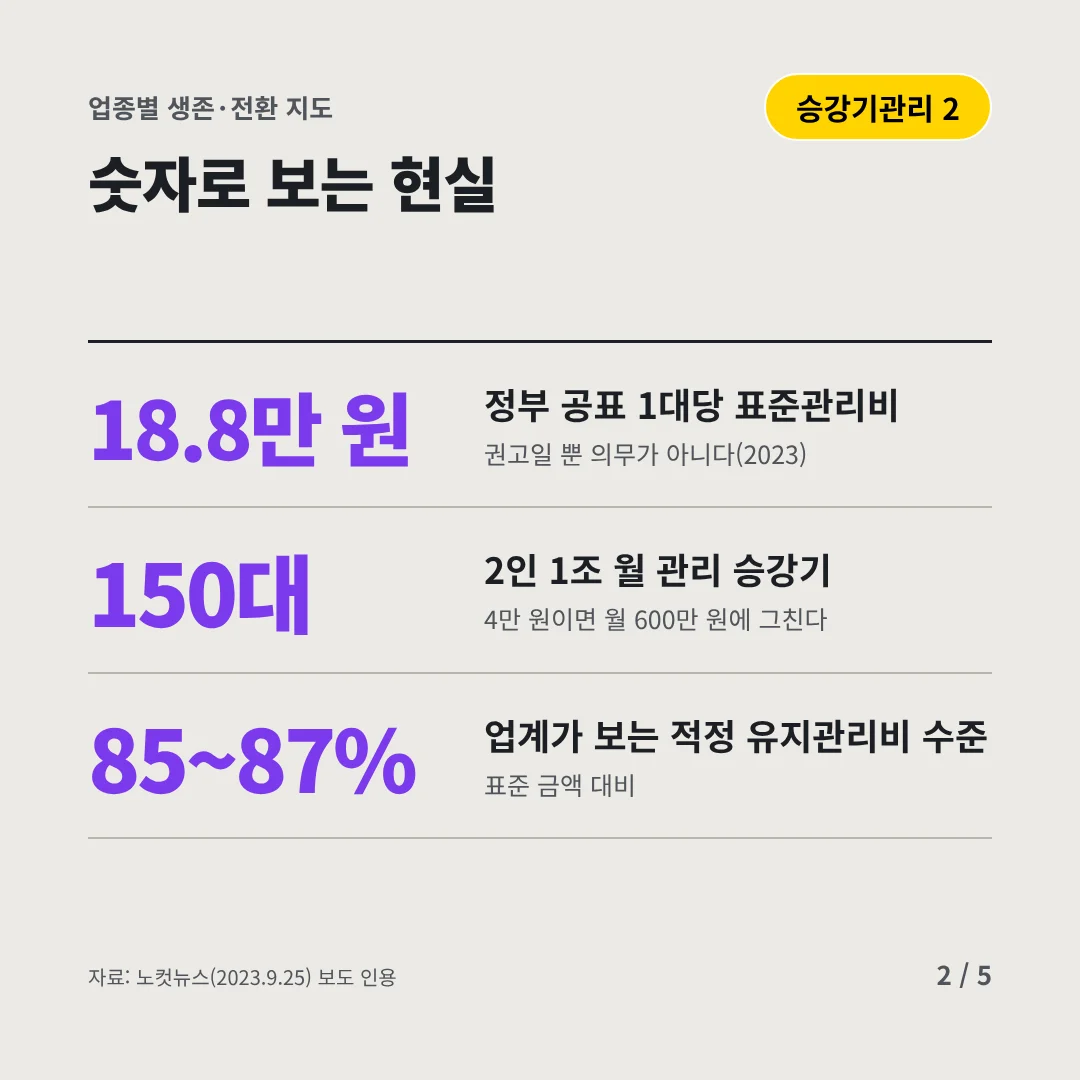 업종별 생존·전환 지도
승강기관리 2
숫자로 보는 현실
18.8만 원
정부 공표 1대당 표준관리비
권고일 뿐 의무가 아니다(2023)
150대
2인 1조 월 관리 승강기
4만 원이면 월 600만 원에 그친다
85~87%
업계가 보는 적정 유지관리비 수준
표준 금액 대비
자료: 노컷뉴스(2023.9.25) 보도 인용
2 / 5